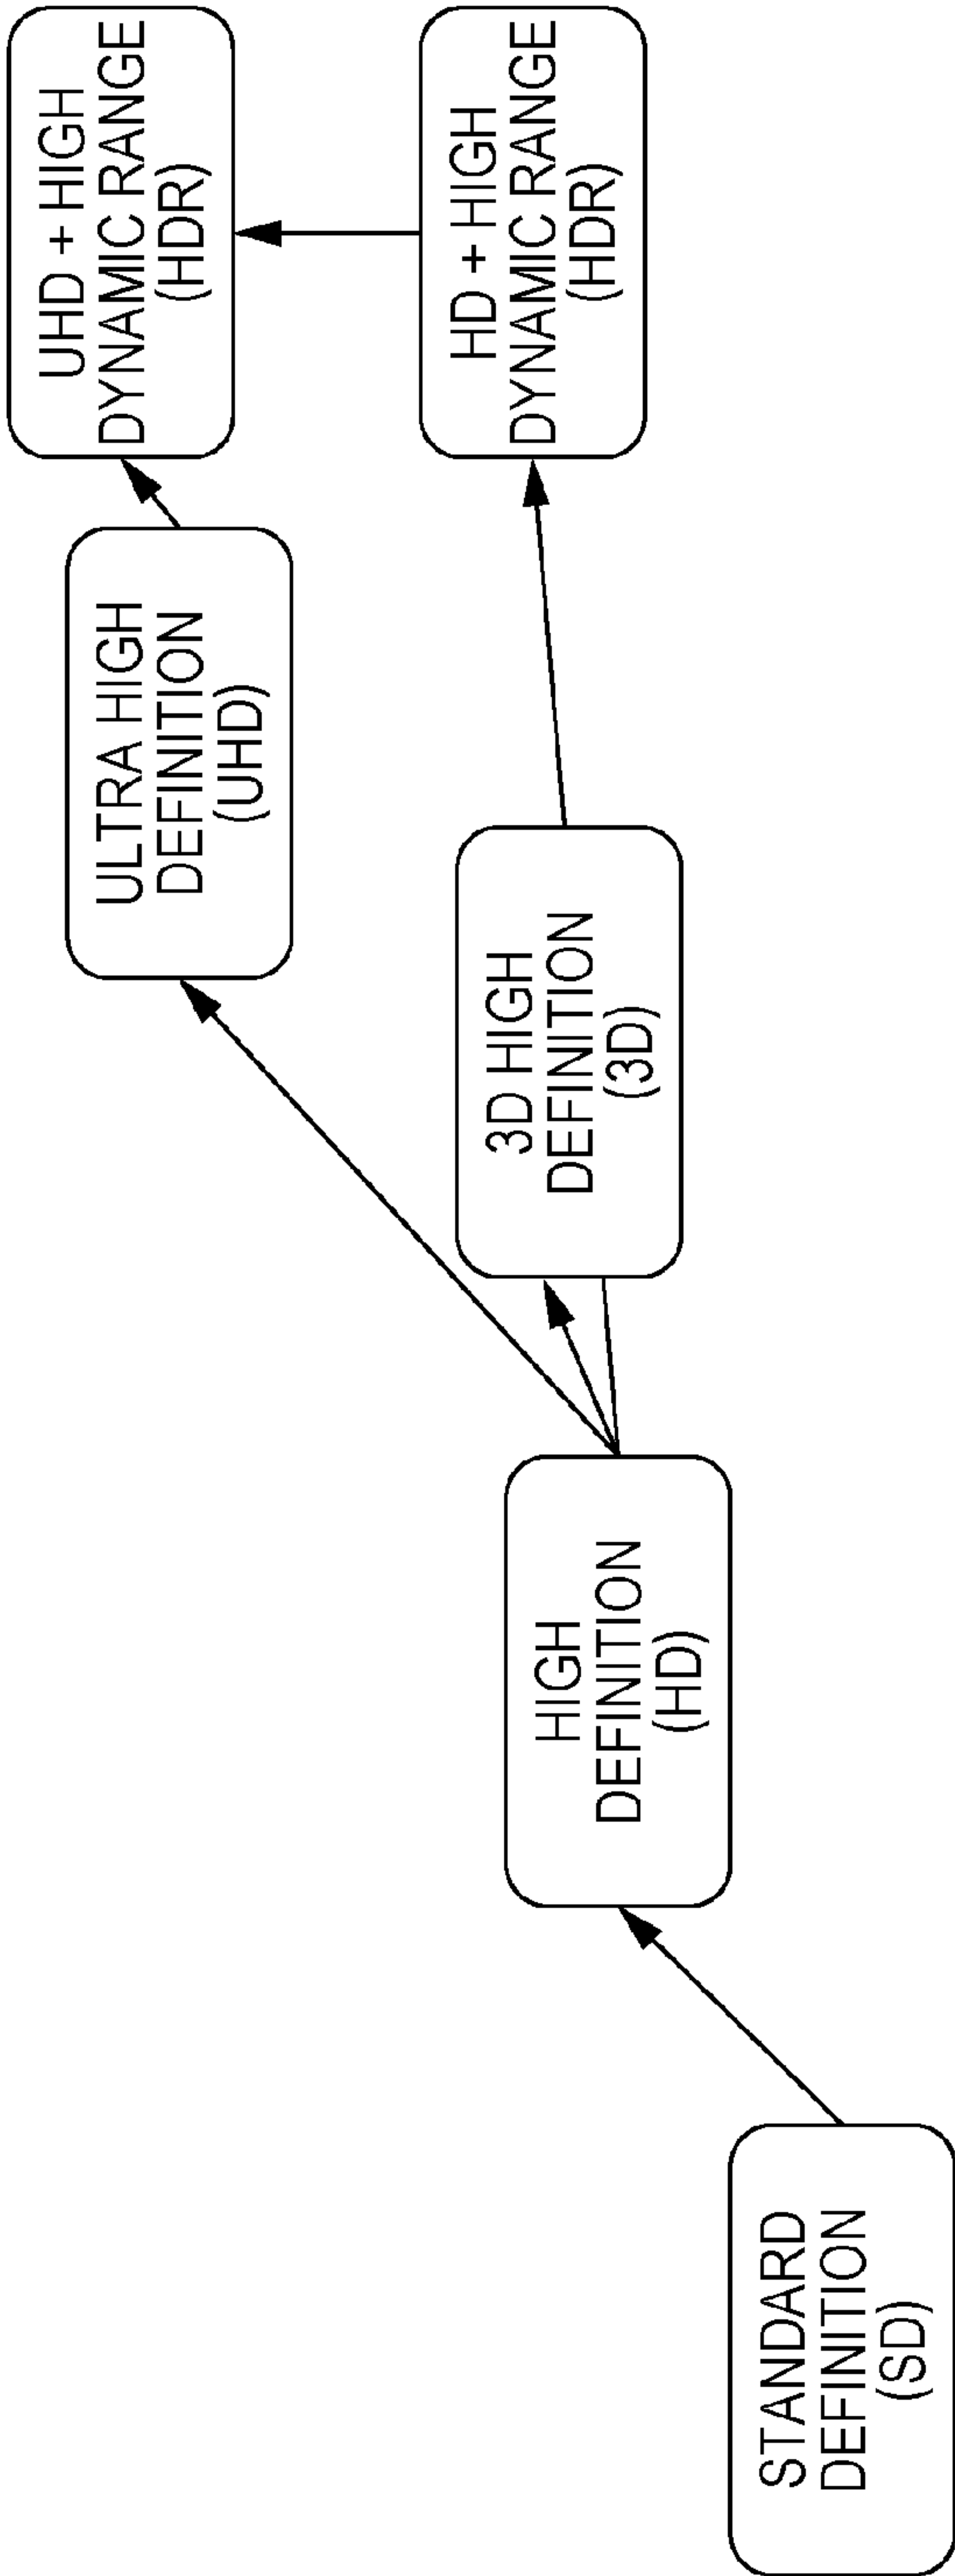 STANDARD
DEFINITION
(SD)
HIGH
DEFINITION
(HD)
3D HIGH
DEFINITION
(3D)
ULTRA HIGH
DEFINITION
(UHD)
UHD + HIGH
DYNAMIC RANGE
(HDR)
HD + HIGH
DYNAMIC RANGE
(HDR)